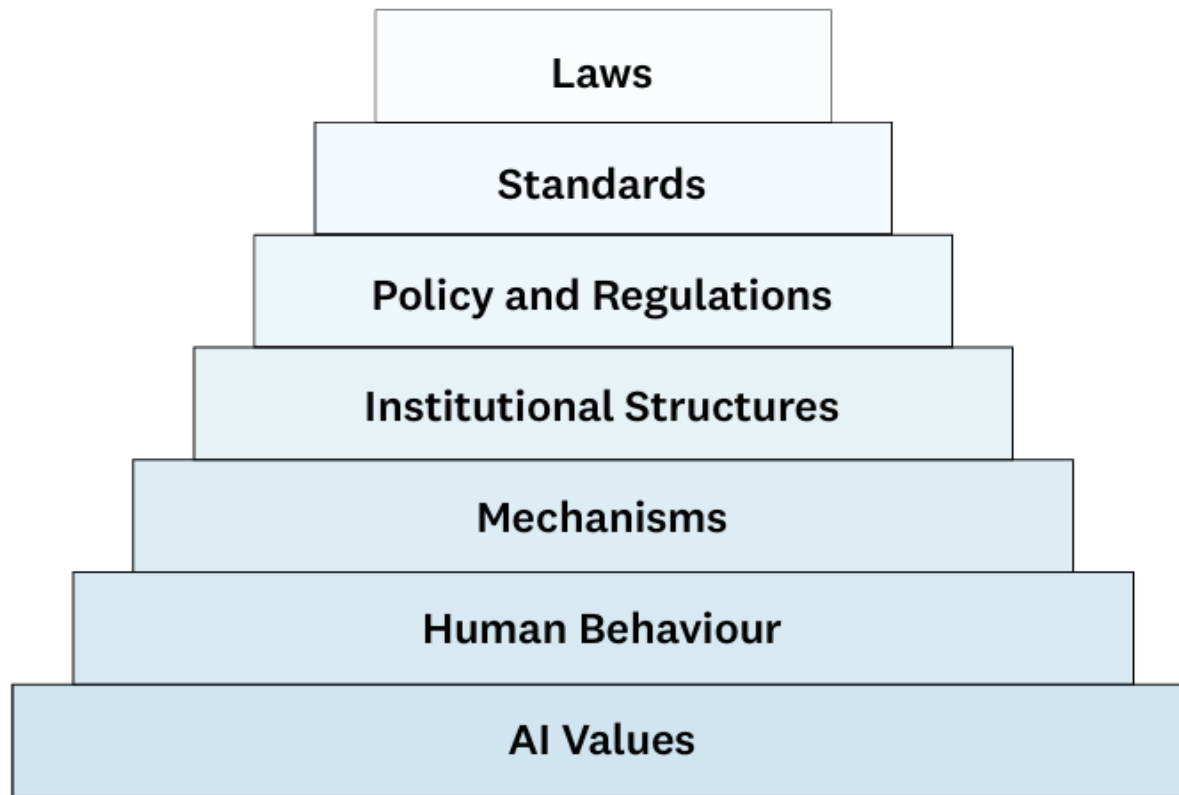 Laws
Standards
Policy and Regulations
Institutional Structures
Mechanisms
Human Behaviour
AI Values